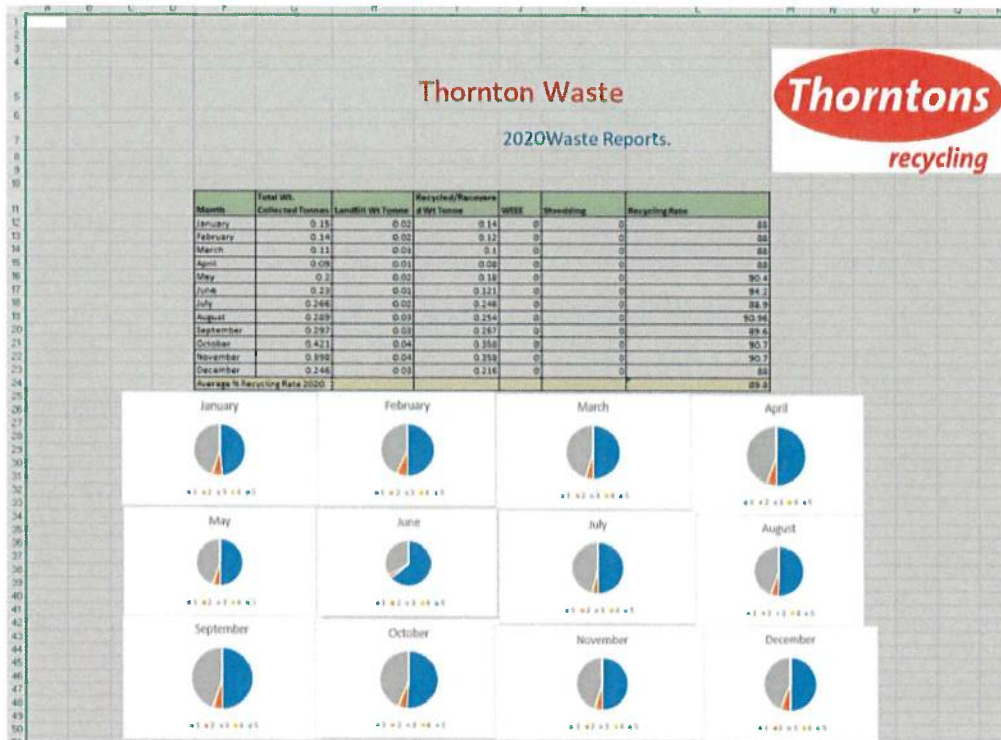 Thornton Waste
Thorntons
recycling
2020Waste Reports.
Month Total Wt. Collected Tonnes Landfill Wt Tonne Recycled/Recovere d Wt Tonne WEEE Shredding Recycling Rate
January 0.15 0.02 0.14 0 0 88
February 0.14 0.02 0.12 0 0 88
March 0.11 0.01 0.1 0 0 88
April 0.09 0.01 0.08 0 0 88
May 0.2 0.02 0.18 0 0 90.4
June 0.23 0.01 0.121 0 0 94.2
July 0.266 0.02 0.246 0 0 88.9
August 0.289 0.03 0.254 0 0 90.96
September 0.297 0.03 0.267 0 0 89.6
October 0.421 0.04 0.358 0 0 90.7
November 0.398 0.04 0.358 0 0 90.7
December 0.246 0.03 0.216 0 0 88
Average % Recycling Rate 2020 89.8
January February March April
May June July August
September October November December